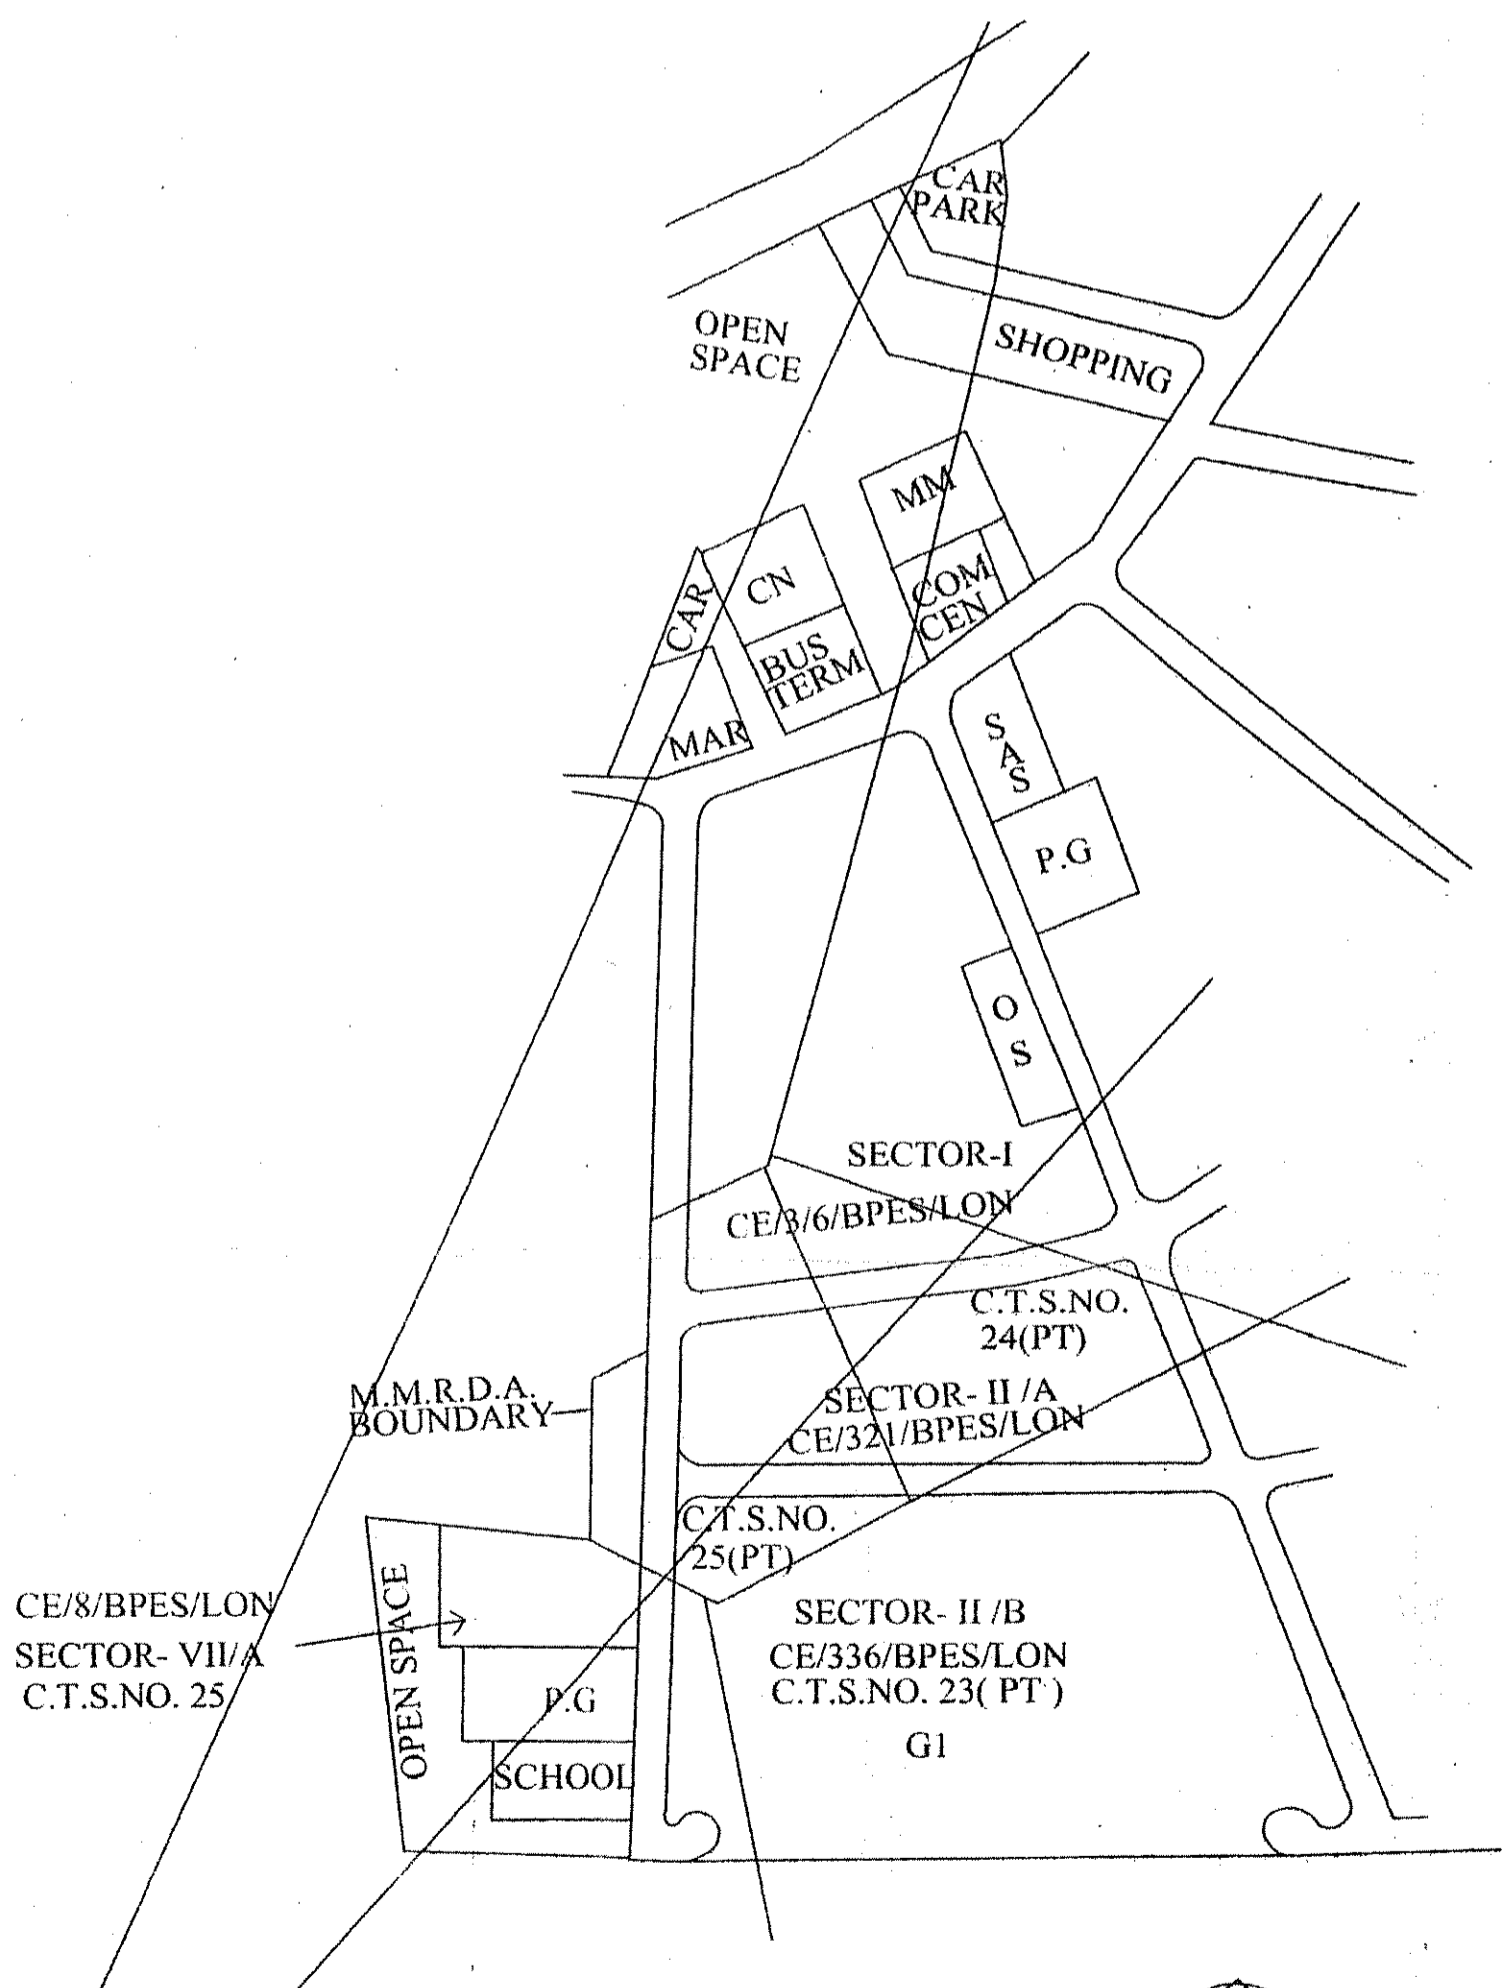 CAR
PARK
OPEN
SPACE
SHOPPING
MM
CN
COM
CEN
CAR
BUS
TERM
MAR
S
A
S
P.G
O
S
SECTOR-I
CE/3/6/BPES/LON
C.T.S.NO.
24(PT)
M.M.R.D.A.
BOUNDARY
SECTOR- II /A
CE/321/BPES/LON
C.T.S.NO.
25(PT)
OPEN SPACE
CE/8/BPES/LON
SECTOR- VII/A
C.T.S.NO. 25
P.G
SCHOOL
SECTOR- II /B
CE/336/BPES/LON
C.T.S.NO. 23( PT )
G1